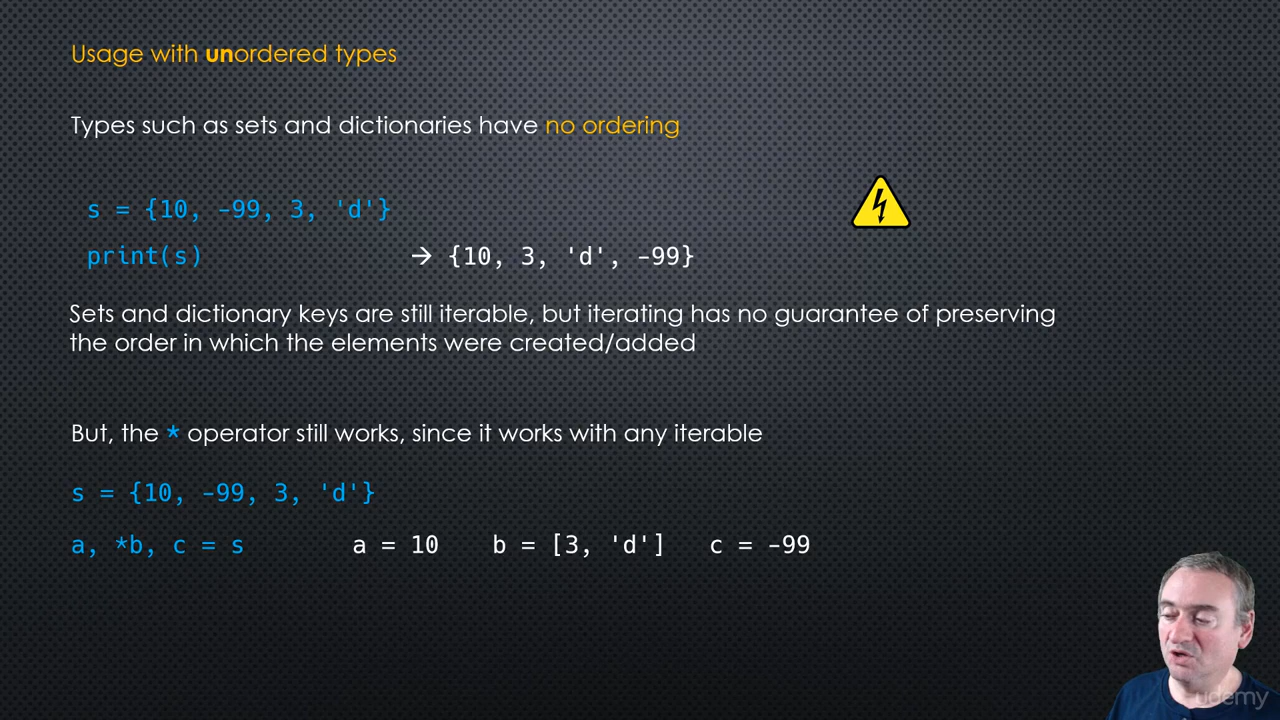 Usage with unordered types
Types such as sets and dictionaries have no ordering
s = {10, -99, 3, 'd'}
print(s) → {10, 3, 'd', -99}
Sets and dictionary keys are still iterable, but iterating has no guarantee of preserving
the order in which the elements were created/added
But, the * operator still works, since it works with any iterable
s = {10, -99, 3, 'd'}
a, *b, c = s a = 10 b = [3, 'd'] c = -99
udemy